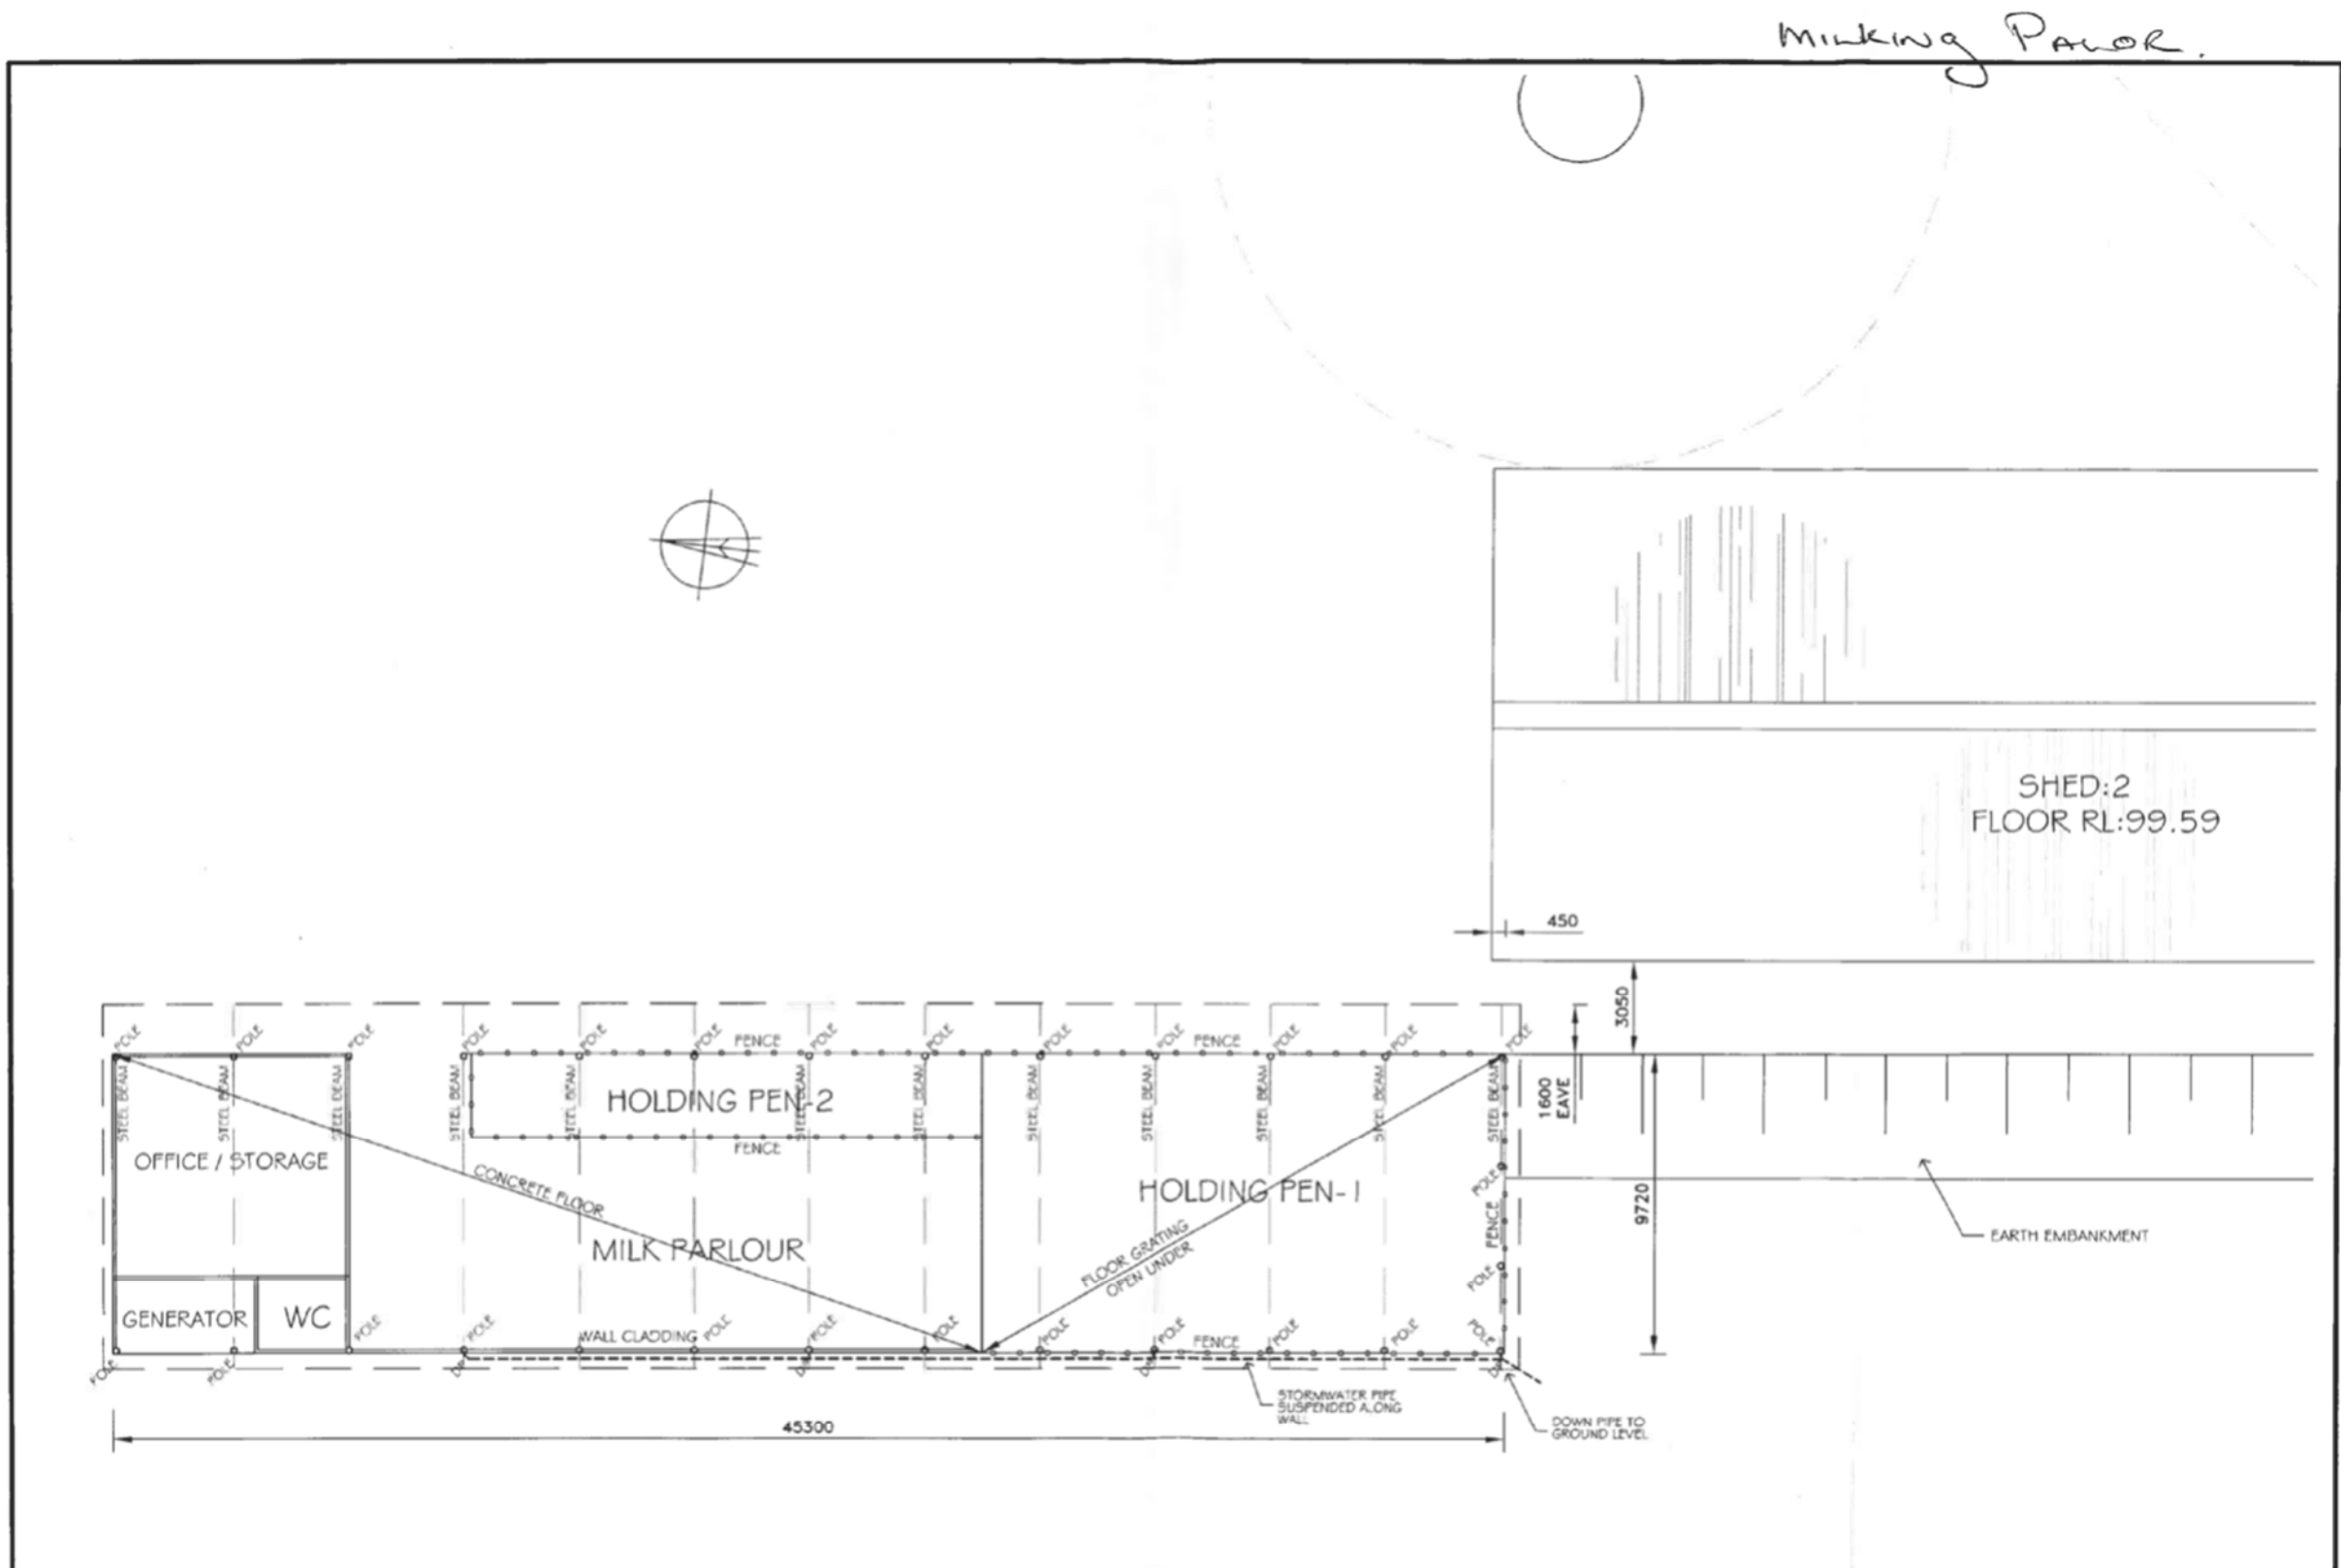 MILKING PALOR.
SHED:2
FLOOR RL:99.59
450
3050
1600
EAVE
9720
POLE
POLE
POLE
POLE
POLE
POLE
POLE
POLE
POLE
POLE
POLE
POLE
POLE
FENCE
FENCE
STEEL BEAM
STEEL BEAM
STEEL BEAM
STEEL BEAM
STEEL BEAM
STEEL BEAM
STEEL BEAM
STEEL BEAM
STEEL BEAM
STEEL BEAM
STEEL BEAM
STEEL BEAM
HOLDING PEN-2
FENCE
OFFICE / STORAGE
CONCRETE FLOOR
HOLDING PEN-1
POLE
FENCE
EARTH EMBANKMENT
MILK PARLOUR
FLOOR GRATING
OPEN UNDER
POLE
GENERATOR
WC
POLE
POLE
WALL CLADDING
POLE
POLE
POLE
POLE
POLE
FENCE
POLE
POLE
POLE
POLE
POLE
STORMWATER PIPE
SUSPENDED ALONG
WALL
DOWN PIPE TO
GROUND LEVEL
45300